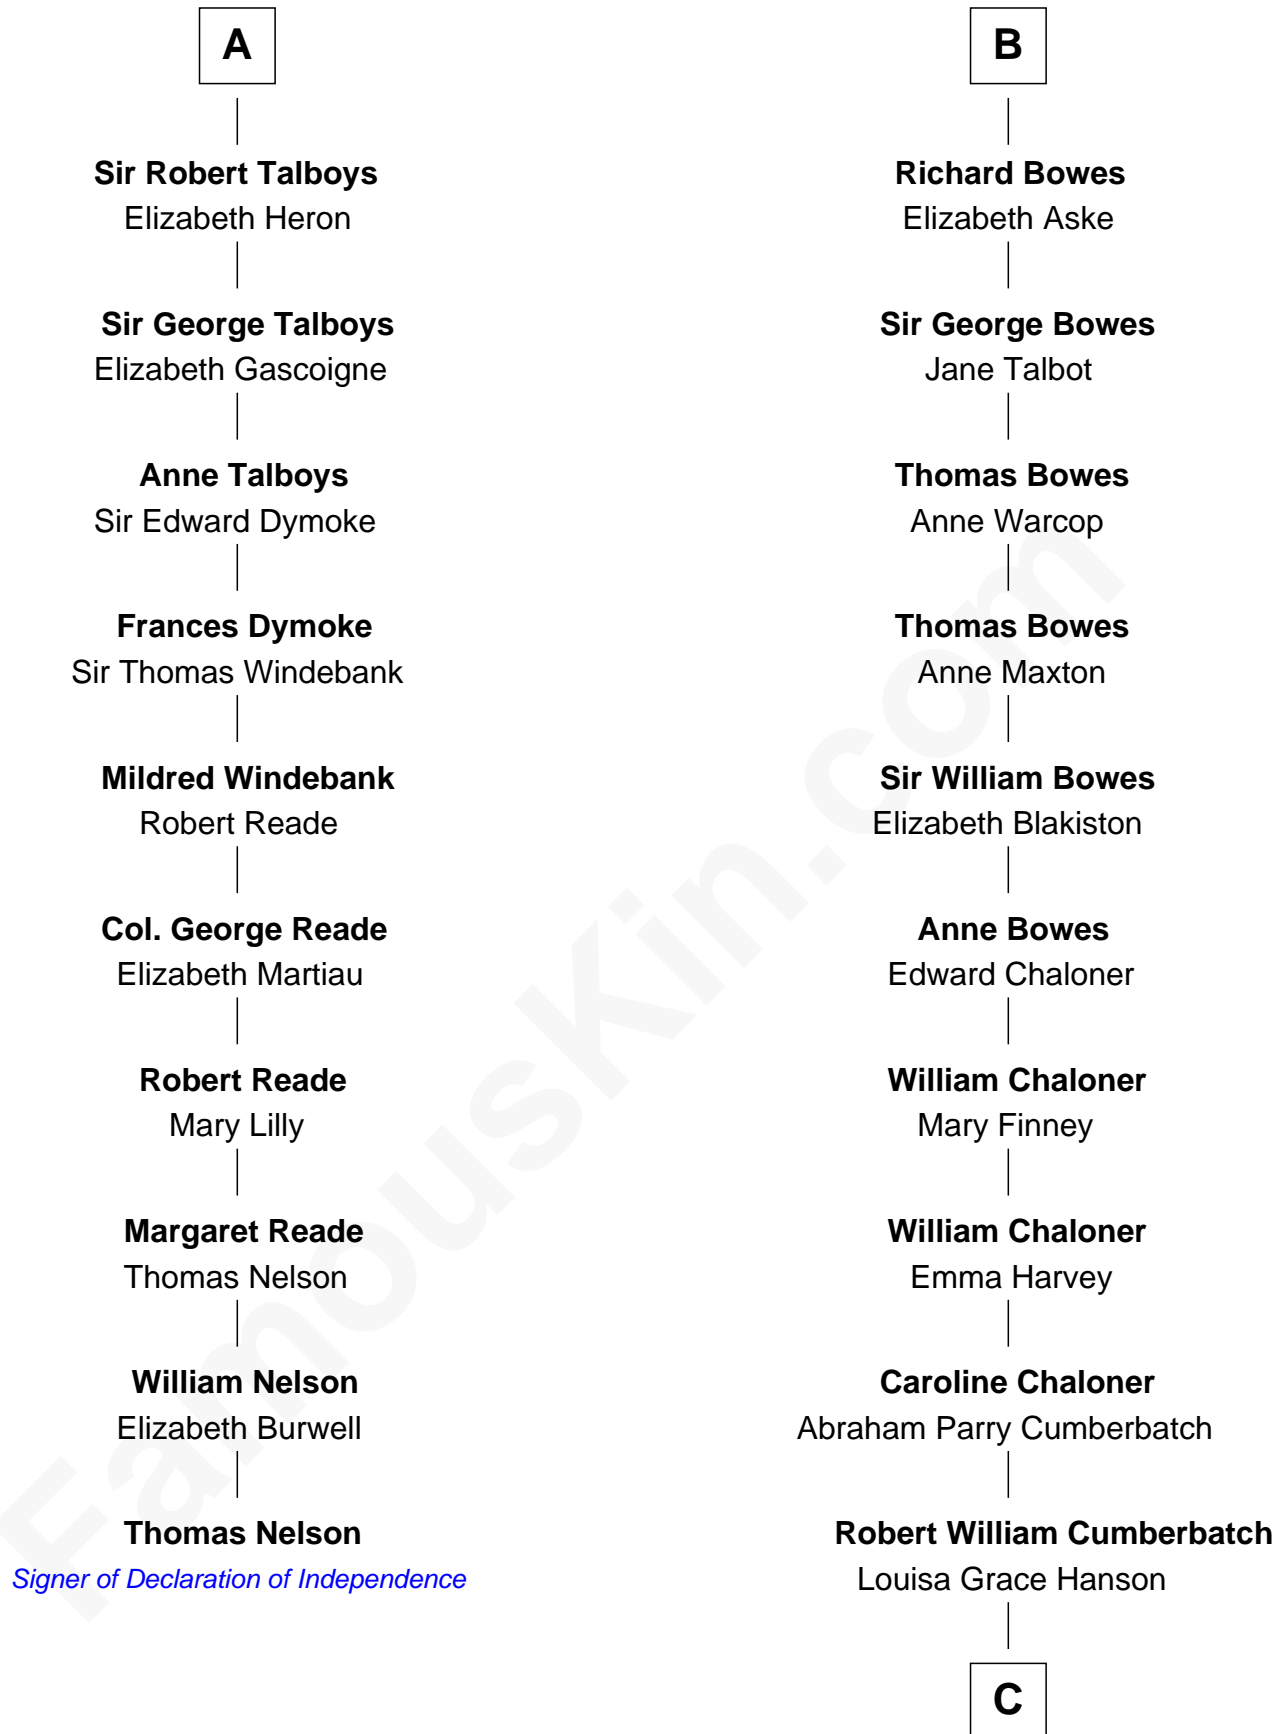 A
Sir Robert Talboys
Elizabeth Heron
Sir George Talboys
Elizabeth Gascoigne
Anne Talboys
Sir Edward Dymoke
Frances Dymoke
Sir Thomas Windebank
Mildred Windebank
Robert Reade
Col. George Reade
Elizabeth Martiau
Robert Reade
Mary Lilly
Margaret Reade
Thomas Nelson
William Nelson
Elizabeth Burwell
Thomas Nelson
Signer of Declaration of Independence
B
Richard Bowes
Elizabeth Aske
Sir George Bowes
Jane Talbot
Thomas Bowes
Anne Warcop
Thomas Bowes
Anne Maxton
Sir William Bowes
Elizabeth Blakiston
Anne Bowes
Edward Chaloner
William Chaloner
Mary Finney
William Chaloner
Emma Harvey
Caroline Chaloner
Abraham Parry Cumberbatch
Robert William Cumberbatch
Louisa Grace Hanson
C
FamousKin.com